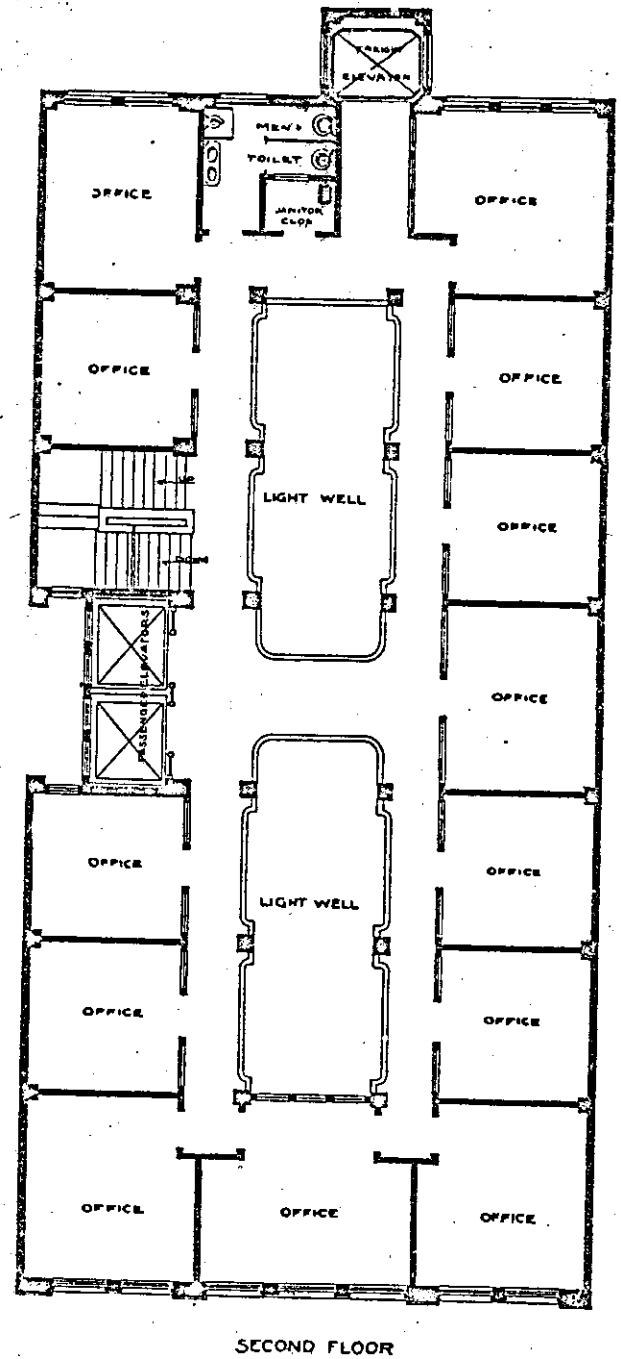 FREIGHT
ELEVATOR
MEN'S
TOILET
JANITOR
CLOS
OFFICE
OFFICE
OFFICE
OFFICE
UP
LIGHT WELL
OFFICE
DOWN
PASSENGER ELEVATORS
OFFICE
OFFICE
OFFICE
LIGHT WELL
OFFICE
OFFICE
OFFICE
OFFICE
OFFICE
SECOND FLOOR